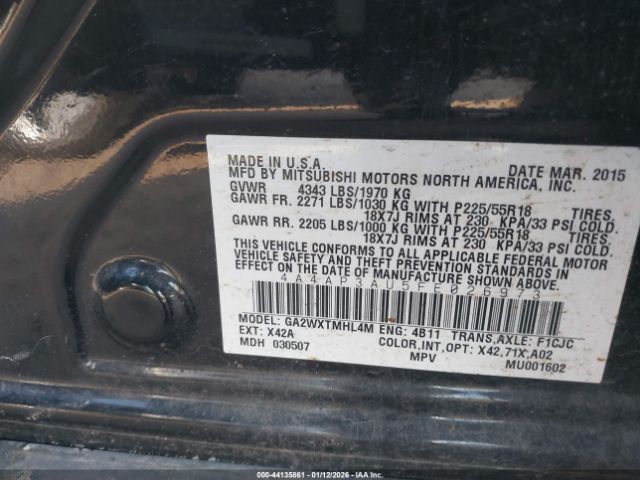 MADE IN U.S.A. DATE MAR. 2015
MFD BY MITSUBISHI MOTORS NORTH AMERICA, INC.
GVWR 4343 LBS/1970 KG
GAWR FR. 2271 LBS/1030 KG WITH P225/55R18 TIRES,
18X7J RIMS AT 230 KPA/33 PSI COLD.
GAWR RR. 2205 LBS/1000 KG WITH P225/55R18 TIRES,
18X7J RIMS AT 230 KPA/33 PSI COLD.
THIS VEHICLE CONFORMS TO ALL APPLICABLE FEDERAL MOTOR
VEHICLE SAFETY AND THEFT PREVENTION STANDARDS IN
EFFECT ON THE DATE OF MANUFACTURE SHOWN ABOVE.
4A4AP3AU5FE026973
MODEL: GA2WXTMHL4M ENG: 4B11 TRANS,AXLE: F1CJC
EXT: X42A COLOR,INT,OPT: X42,71X,A02
MDH 030507 MPV MU001602
000-44135861 - 01/12/2026 - IAAI.COM